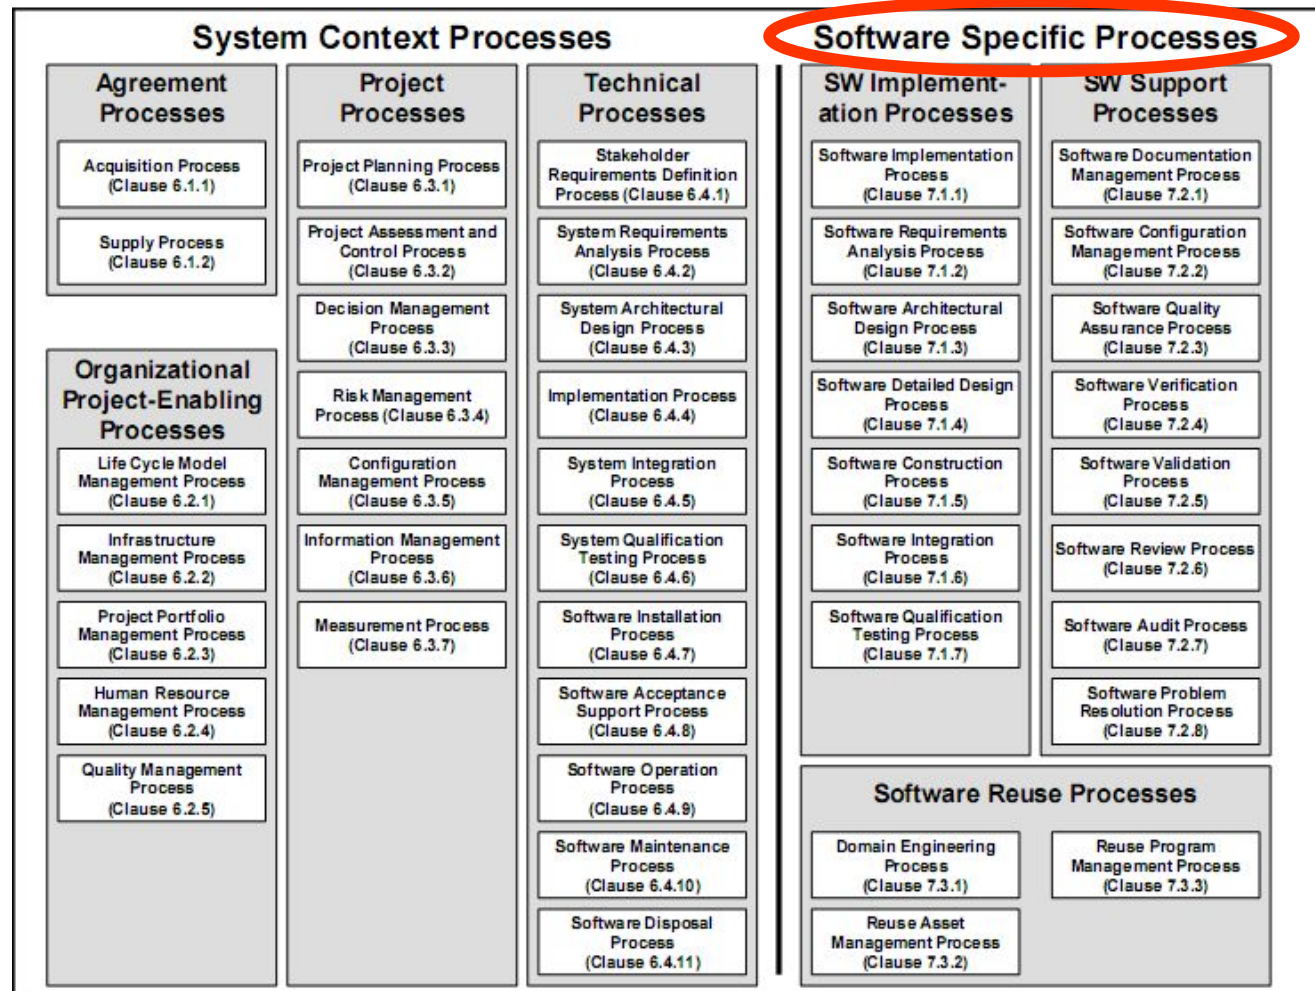 System Context Processes
Software Specific Processes
Agreement
Processes
Acquisition Process
(Clause 6.1.1)
Supply Process
(Clause 6.1.2)
Organizational
Project-Enabling
Processes
Life Cycle Model
Management Process
(Clause 6.2.1)
Infrastructure
Management Process
(Clause 6.2.2)
Project Portfolio
Management Process
(Clause 6.2.3)
Human Resource
Management Process
(Clause 6.2.4)
Quality Management
Process
(Clause 6.2.5)
Project
Processes
Project Planning Process
(Clause 6.3.1)
Project Assessment and
Control Process
(Clause 6.3.2)
Decision Management
Process
(Clause 6.3.3)
Risk Management
Process (Clause 6.3.4)
Configuration
Management Process
(Clause 6.3.5)
Information Management
Process
(Clause 6.3.6)
Measurement Process
(Clause 6.3.7)
Technical
Processes
Stakeholder
Requirements Definition
Process (Clause 6.4.1)
System Requirements
Analysis Process
(Clause 6.4.2)
System Architectural
Design Process
(Clause 6.4.3)
Implementation Process
(Clause 6.4.4)
System Integration
Process
(Clause 6.4.5)
System Qualification
Testing Process
(Clause 6.4.6)
Software Installation
Process
(Clause 6.4.7)
Software Acceptance
Support Process
(Clause 6.4.8)
Software Operation
Process
(Clause 6.4.9)
Software Maintenance
Process
(Clause 6.4.10)
Software Disposal
Process
(Clause 6.4.11)
SW Implement-
ation Processes
Software Implementation
Process
(Clause 7.1.1)
Software Requirements
Analysis Process
(Clause 7.1.2)
Software Architectural
Design Process
(Clause 7.1.3)
Software Detailed Design
Process
(Clause 7.1.4)
Software Construction
Process
(Clause 7.1.5)
Software Integration
Process
(Clause 7.1.6)
Software Qualification
Testing Process
(Clause 7.1.7)
SW Support
Processes
Software Documentation
Management Process
(Clause 7.2.1)
Software Configuration
Management Process
(Clause 7.2.2)
Software Quality
Assurance Process
(Clause 7.2.3)
Software Verification
Process
(Clause 7.2.4)
Software Validation
Process
(Clause 7.2.5)
Software Review Process
(Clause 7.2.6)
Software Audit Process
(Clause 7.2.7)
Software Problem
Resolution Process
(Clause 7.2.8)
Software Reuse Processes
Domain Engineering
Process
(Clause 7.3.1)
Reuse Asset
Management Process
(Clause 7.3.2)
Reuse Program
Management Process
(Clause 7.3.3)